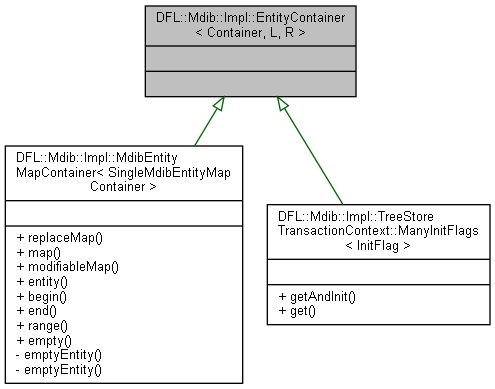 DFL::Mdib::Impl::EntityContainer
< Container, L, R >
DFL::Mdib::Impl::MdibEntity
MapContainer< SingleMdibEntityMap
Container >
+ replaceMap()
+ map()
+ modifiableMap()
+ entity()
+ begin()
+ end()
+ range()
+ empty()
- emptyEntity()
- emptyEntity()
DFL::Mdib::Impl::TreeStore
TransactionContext::ManyInitFlags
< InitFlag >
+ getAndInit()
+ get()